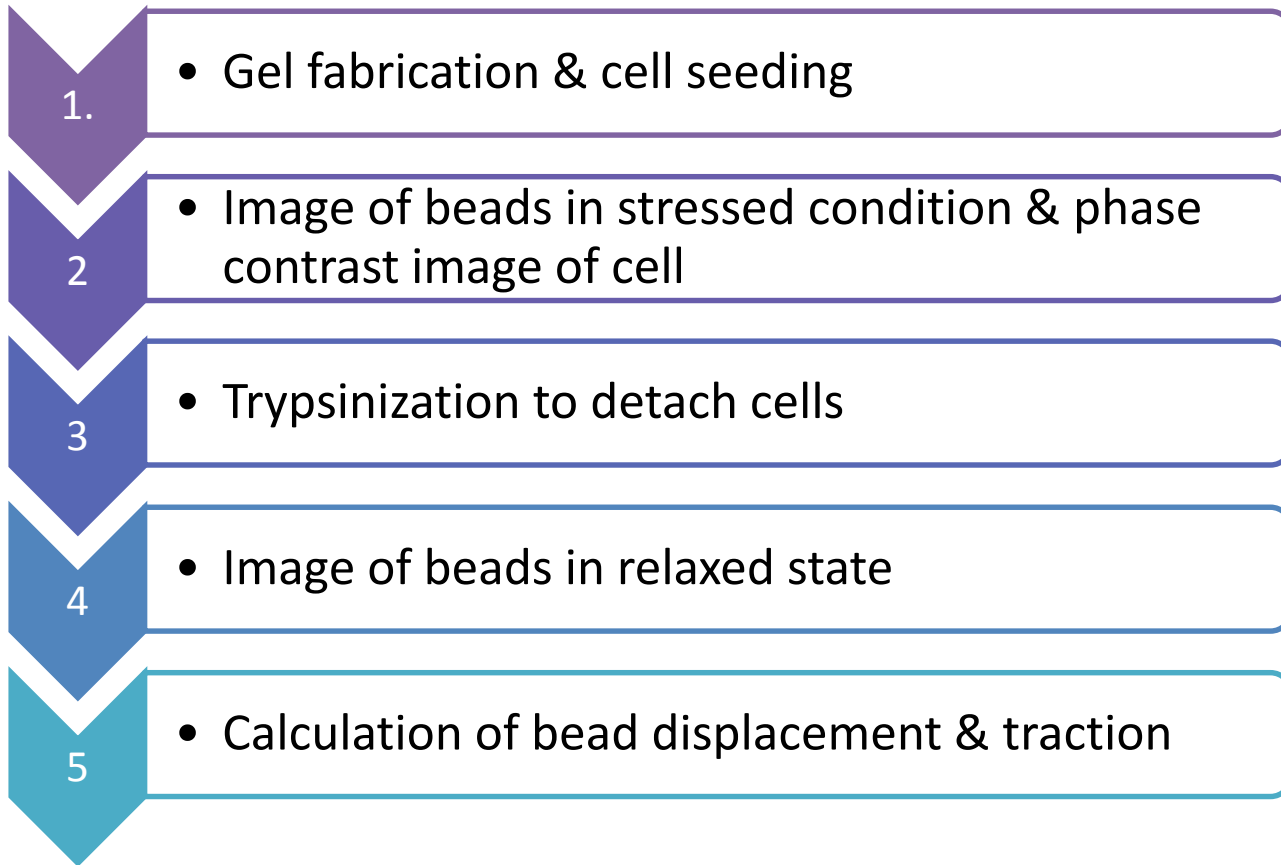 1.
• Gel fabrication & cell seeding
2
• Image of beads in stressed condition & phase
contrast image of cell
3
• Trypsinization to detach cells
4
• Image of beads in relaxed state
5
• Calculation of bead displacement & traction